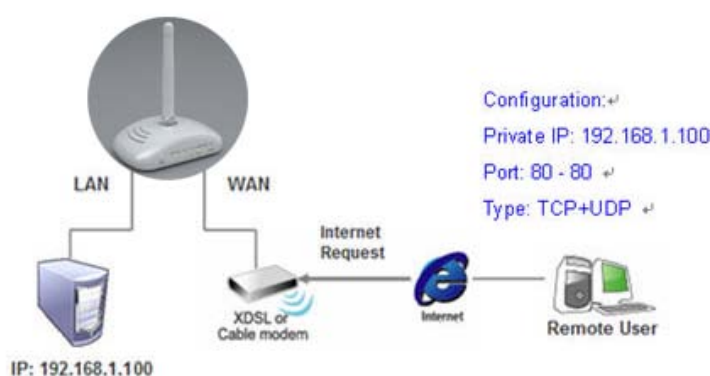 Configuration:↵
Private IP: 192.168.1.100
Port: 80 - 80 ↵
Type: TCP+UDP ↵
LAN
WAN
Internet
Request
XDSL or
Cable modem
Internet
Remote User
IP: 192.168.1.100